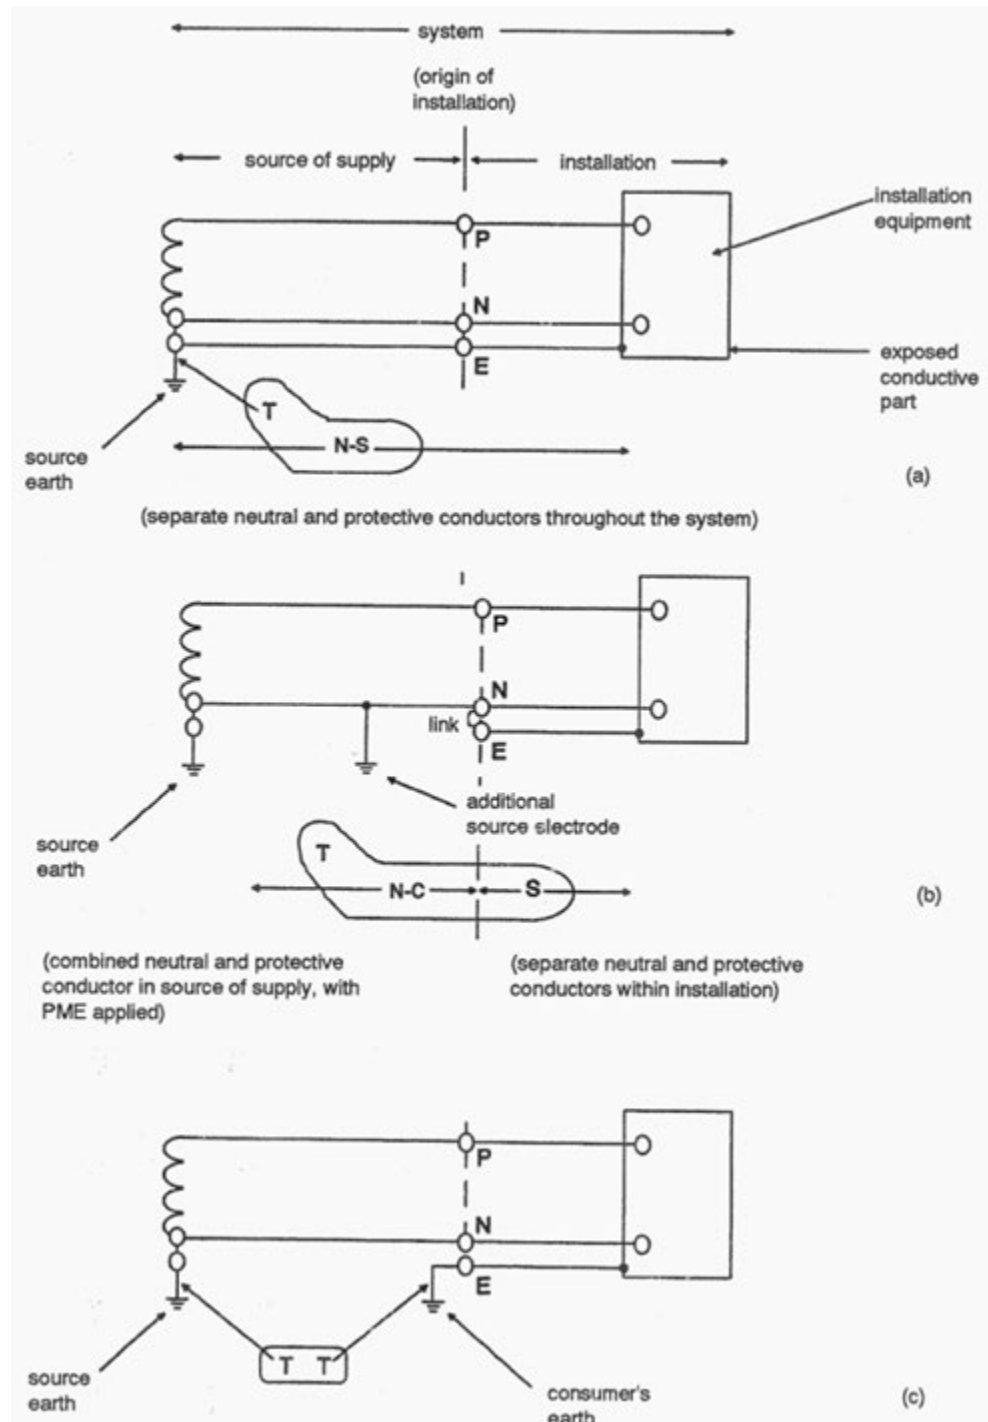 system
(origin of
installation)
source of supply
installation
installation
equipment
P
N
E
exposed
conductive
part
T
N-S
source
earth
(a)
(separate neutral and protective conductors throughout the system)
P
N
link
E
additional
source electrode
source
earth
T
N-C
S
(b)
(combined neutral and protective
conductor in source of supply, with
PME applied)
(separate neutral and protective
conductors within installation)
P
N
E
T T
source
earth
consumer's
earth
(c)